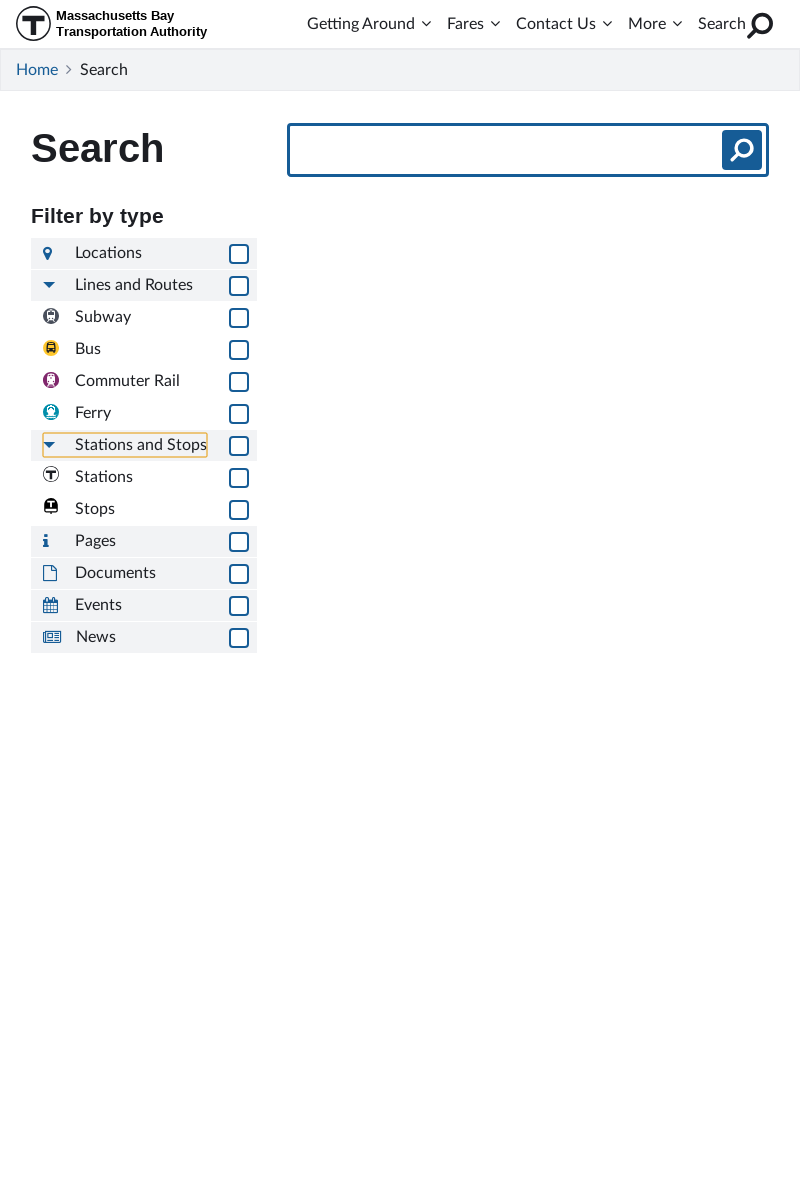 Massachusetts Bay
Transportation Authority
Getting Around Fares Contact Us More Search
Home Search
Search
Filter by type
Locations
Lines and Routes
Subway
Bus
Commuter Rail
Ferry
Stations and Stops
Stations
Stops
Pages
Documents
Events
News